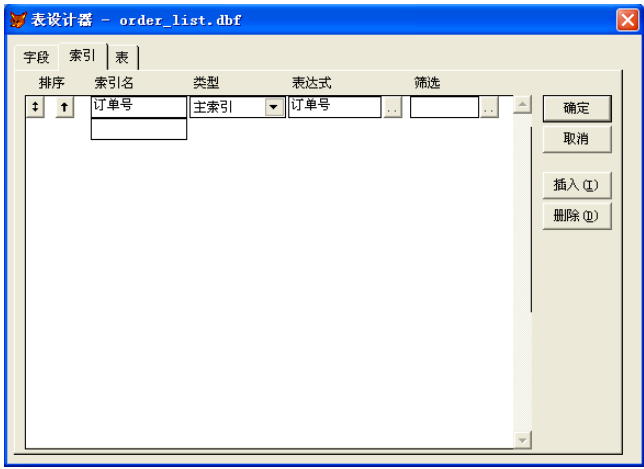 表设计器 - order_list.dbf
字段 索引 表
排序 索引名 类型 表达式 筛选
订单号 主索引 订单号 .. ..
确定
取消
插入(I)
删除(D)